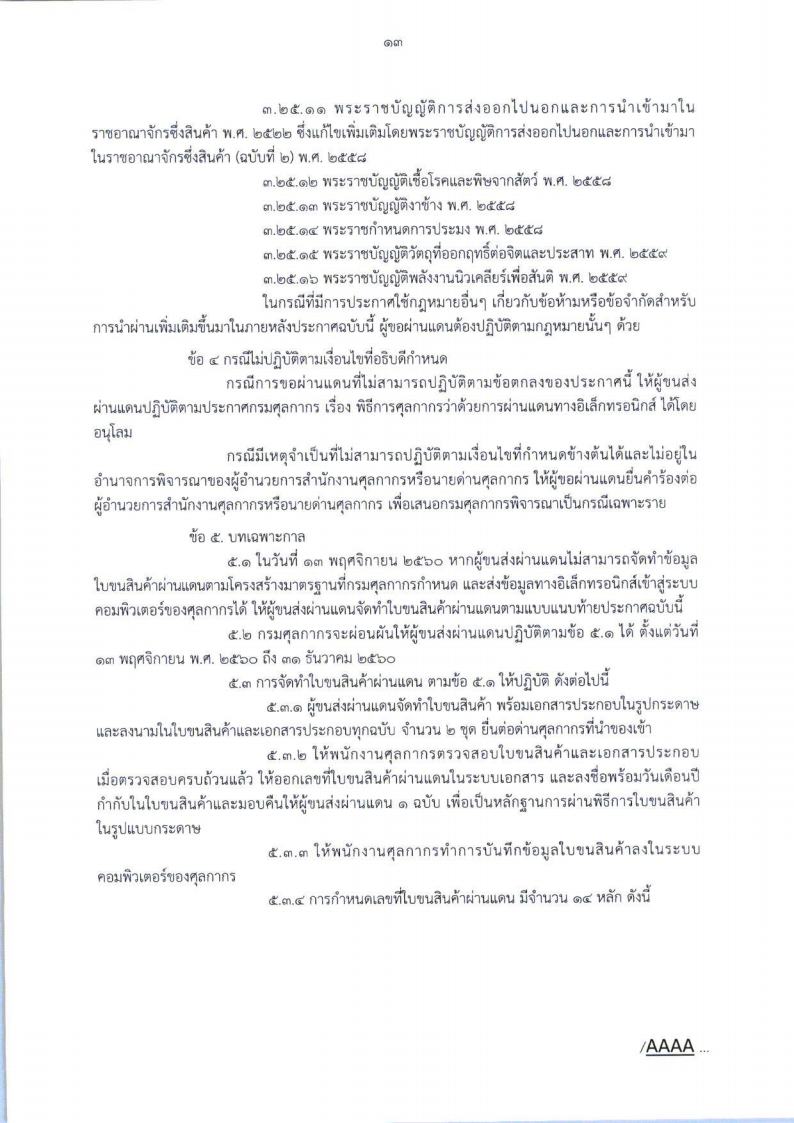 ๑๓
๓.๒๕.๑๑ พระราชบัญญัติการส่งออกไปนอกและการนำเข้ามาใน
ราชอาณาจักรซึ่งสินค้า พ.ศ. ๒๕๒๒ ซึ่งแก้ไขเพิ่มเติมโดยพระราชบัญญัติการส่งออกไปนอกและการนำเข้ามา
ในราชอาณาจักรซึ่งสินค้า (ฉบับที่ ๒) พ.ศ. ๒๕๕๘
๓.๒๕.๑๒ พระราชบัญญัติเชื้อโรคและพิษจากสัตว์ พ.ศ. ๒๕๕๘
๓.๒๕.๑๓ พระราชบัญญัติงาช้าง พ.ศ. ๒๕๕๘
๓.๒๕.๑๔ พระราชกำหนดการประมง พ.ศ. ๒๕๕๘
๓.๒๕.๑๕ พระราชบัญญัติวัตถุที่ออกฤทธิ์ต่อจิตและประสาท พ.ศ. ๒๕๕๙
๓.๒๕.๑๖ พระราชบัญญัติพลังงานนิวเคลียร์เพื่อสันติ พ.ศ. ๒๕๕๙
ในกรณีที่มีการประกาศใช้กฎหมายอื่นๆ เกี่ยวกับข้อห้ามหรือข้อจำกัดสำหรับ
การนำผ่านเพิ่มเติมขึ้นมาในภายหลังประกาศฉบับนี้ ผู้ขอผ่านแดนต้องปฏิบัติตามกฎหมายนั้นๆ ด้วย
ข้อ ๔ กรณีไม่ปฏิบัติตามเงื่อนไขที่อธิบดีกำหนด
กรณีการขอผ่านแดนที่ไม่สามารถปฏิบัติตามข้อตกลงของประกาศนี้ ให้ผู้ขนส่ง
ผ่านแดนปฏิบัติตามประกาศกรมศุลกากร เรื่อง พิธีการศุลกากรว่าด้วยการผ่านแดนทางอิเล็กทรอนิกส์ ได้โดย
อนุโลม
กรณีมีเหตุจำเป็นที่ไม่สามารถปฏิบัติตามเงื่อนไขที่กำหนดข้างต้นได้และไม่อยู่ใน
อำนาจการพิจารณาของผู้อำนวยการสำนักงานศุลกากรหรือนายด่านศุลกากร ให้ผู้ขอผ่านแดนยื่นคำร้องต่อ
ผู้อำนวยการสำนักงานศุลกากรหรือนายด่านศุลกากร เพื่อเสนอกรมศุลกากรพิจารณาเป็นกรณีเฉพาะราย
ข้อ ๕. บทเฉพาะกาล
๕.๑ ในวันที่ ๑๓ พฤศจิกายน ๒๕๖๐ หากผู้ขนส่งผ่านแดนไม่สามารถจัดทำข้อมูล
ใบขนสินค้าผ่านแดนตามโครงสร้างมาตรฐานที่กรมศุลกากรกำหนด และส่งข้อมูลทางอิเล็กทรอนิกส์เข้าสู่ระบบ
คอมพิวเตอร์ของศุลกากรได้ ให้ผู้ขนส่งผ่านแดนจัดทำใบขนสินค้าผ่านแดนตามแบบแนบท้ายประกาศฉบับนี้
๕.๒ กรมศุลกากรจะผ่อนผันให้ผู้ขนส่งผ่านแดนปฏิบัติตามข้อ ๕.๑ ได้ ตั้งแต่วันที่
๑๓ พฤศจิกายน พ.ศ. ๒๕๖๐ ถึง ๓๑ ธันวาคม ๒๕๖๐
๕.๓ การจัดทำใบขนสินค้าผ่านแดน ตามข้อ ๕.๑ ให้ปฏิบัติ ดังต่อไปนี้
๕.๓.๑ ผู้ขนส่งผ่านแดนจัดทำใบขนสินค้า พร้อมเอกสารประกอบในรูปกระดาษ
และลงนามในใบขนสินค้าและเอกสารประกอบทุกฉบับ จำนวน ๒ ชุด ยื่นต่อด่านศุลกากรที่นำของเข้า
๕.๓.๒ ให้พนักงานศุลกากรตรวจสอบใบขนสินค้าและเอกสารประกอบ
เมื่อตรวจสอบครบถ้วนแล้ว ให้ออกเลขที่ใบขนสินค้าผ่านแดนในระบบเอกสาร และลงชื่อพร้อมวันเดือนปี
กำกับในใบขนสินค้าและมอบคืนให้ผู้ขนส่งผ่านแดน ๑ ฉบับ เพื่อเป็นหลักฐานการผ่านพิธีการใบขนสินค้า
ในรูปแบบกระดาษ
๕.๓.๓ ให้พนักงานศุลกากรทำการบันทึกข้อมูลใบขนสินค้าลงในระบบ
คอมพิวเตอร์ของศุลกากร
๕.๓.๔ การกำหนดเลขที่ใบขนสินค้าผ่านแดน มีจำนวน ๑๔ หลัก ดังนี้
/AAAA ...